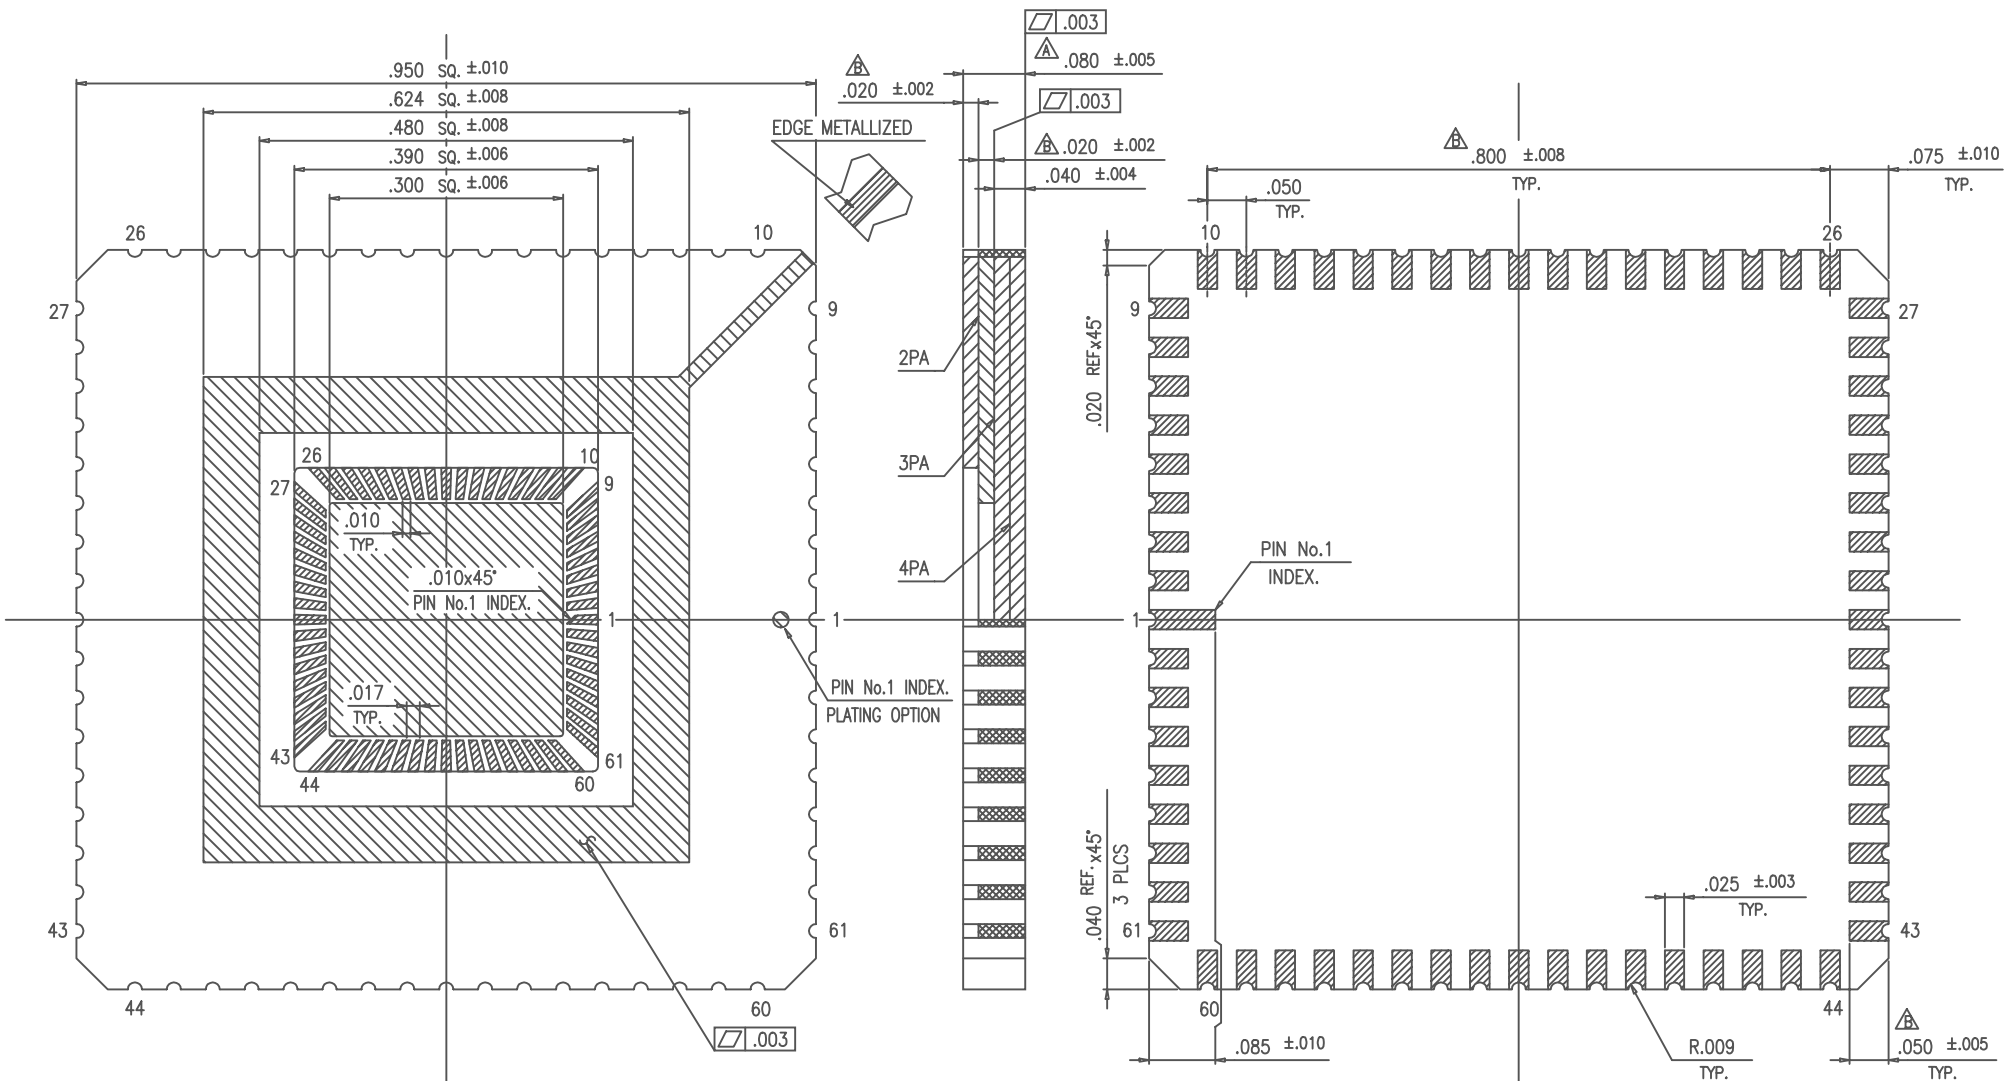 .950 SQ. ±.010
.624 SQ. ±.008
.480 SQ. ±.008
.390 SQ. ±.006
.300 SQ. ±.006
26
10
27
9
26
10
27
9
.010
TYP.
.010x45°
PIN No.1 INDEX.
1
1
.017
TYP.
PIN No.1 INDEX.
PLATING OPTION
43
61
44
60
43
61
44
60
.003
EDGE METALLIZED
.003
A
.080 ±.005
B
.020 ±.002
.003
B
.020 ±.002
.040 ±.004
2PA
3PA
4PA
B
.800 ±.008
TYP.
.075 ±.010
TYP.
.050
TYP.
10
26
9
27
.020 REF.x45°
PIN No.1
INDEX.
1
.040 REF.x45°
3 PLCS
.025 ±.003
TYP.
61
43
60
44
.085 ±.010
R.009
TYP.
B
.050 ±.005
TYP.